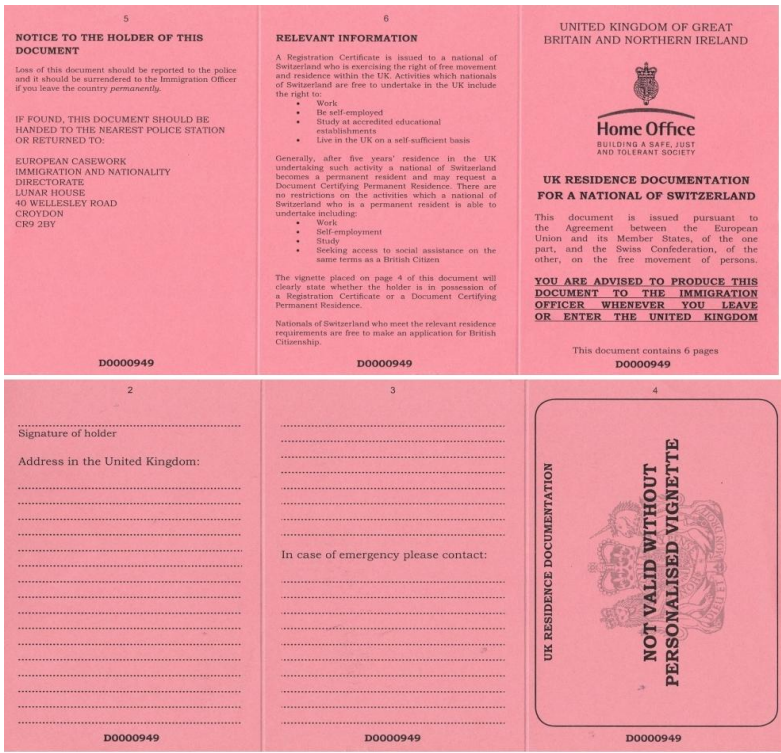 5
NOTICE TO THE HOLDER OF THIS
DOCUMENT
Loss of this document should be reported to the police
and it should be surrendered to the Immigration Officer
if you leave the country permanently.
IF FOUND, THIS DOCUMENT SHOULD BE
HANDED TO THE NEAREST POLICE STATION
OR RETURNED TO:
EUROPEAN CASEWORK
IMMIGRATION AND NATIONALITY
DIRECTORATE
LUNAR HOUSE
40 WELLESLEY ROAD
CROYDON
CR9 2BY
D0000949
6
RELEVANT INFORMATION
A Registration Certificate is issued to a national of
Switzerland who is exercising the right of free movement
and residence within the UK. Activities which nationals
of Switzerland are free to undertake in the UK include
the right to:
• Work
• Be self-employed
• Study at accredited educational
establishments
• Live in the UK on a self-sufficient basis
Generally, after five years' residence in the UK
undertaking such activity a national of Switzerland
becomes a permanent resident and may request a
Document Certifying Permanent Residence. There are
no restrictions on the activities which a national of
Switzerland who is a permanent resident is able to
undertake including:
• Work
• Self-employment
• Study
• Seeking access to social assistance on the
same terms as a British Citizen
The vignette placed on page 4 of this document will
clearly state whether the holder is in possession of
a Registration Certificate or a Document Certifying
Permanent Residence.
Nationals of Switzerland who meet the relevant residence
requirements are free to make an application for British
Citizenship.
D0000949
UNITED KINGDOM OF GREAT
BRITAIN AND NORTHERN IRELAND
Home Office
BUILDING A SAFE, JUST
AND TOLERANT SOCIETY
UK RESIDENCE DOCUMENTATION
FOR A NATIONAL OF SWITZERLAND
This document is issued pursuant to
the Agreement between the European
Union and its Member States, of the one
part, and the Swiss Confederation, of the
other, on the free movement of persons.
YOU ARE ADVISED TO PRODUCE THIS
DOCUMENT TO THE IMMIGRATION
OFFICER WHENEVER YOU LEAVE
OR ENTER THE UNITED KINGDOM
This document contains 6 pages
D0000949
2
Signature of holder
Address in the United Kingdom:
D0000949
3
In case of emergency please contact:
D0000949
4
UK RESIDENCE DOCUMENTATION
NOT VALID WITHOUT
PERSONALISED VIGNETTE
D0000949